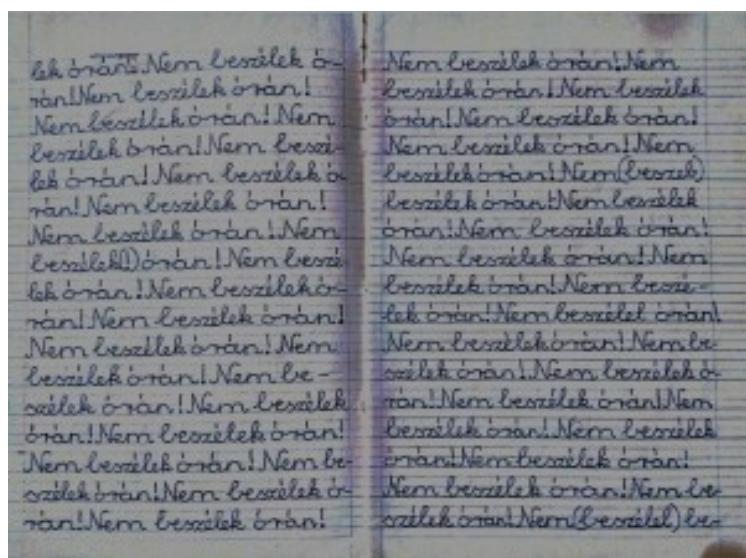 lek órán! Nem beszélek ó-
rán! Nem beszélek órán!
Nem beszélek órán! Nem
beszélek órán! Nem beszé-
lek órán! Nem beszélek ó-
rán! Nem beszélek órán!
Nem beszélek órán! Nem
beszélek(!) órán! Nem beszé
lek órán! Nem beszélek ó-
rán! Nem beszélek órán!
Nem beszélek órán! Nem
beszélek órán! Nem be-
szélek órán! Nem beszélek
órán! Nem beszélek órán!
Nem beszélek órán! Nem be-
szélek órán! Nem beszélek ó-
rán! Nem beszélek órán!
Nem beszélek órán! Nem
beszélek órán! Nem beszélek
órán! Nem beszélek órán!
Nem beszélek órán! Nem
beszélek órán! Nem (beszek)
beszélek órán! Nem beszélek
órán! Nem beszélek órán!
Nem beszélek órán! Nem
beszélek órán! Nem beszé-
lek órán! Nem beszélel órán!
Nem beszélek órán! Nem be-
szélek órán! Nem beszélek ó-
rán! Nem beszélek órán! Nem
beszélek órán! Nem beszélek
órán! Nem beszélek órán!
Nem beszélek órán! Nem be-
szélek órán! Nem (beszélel) be-